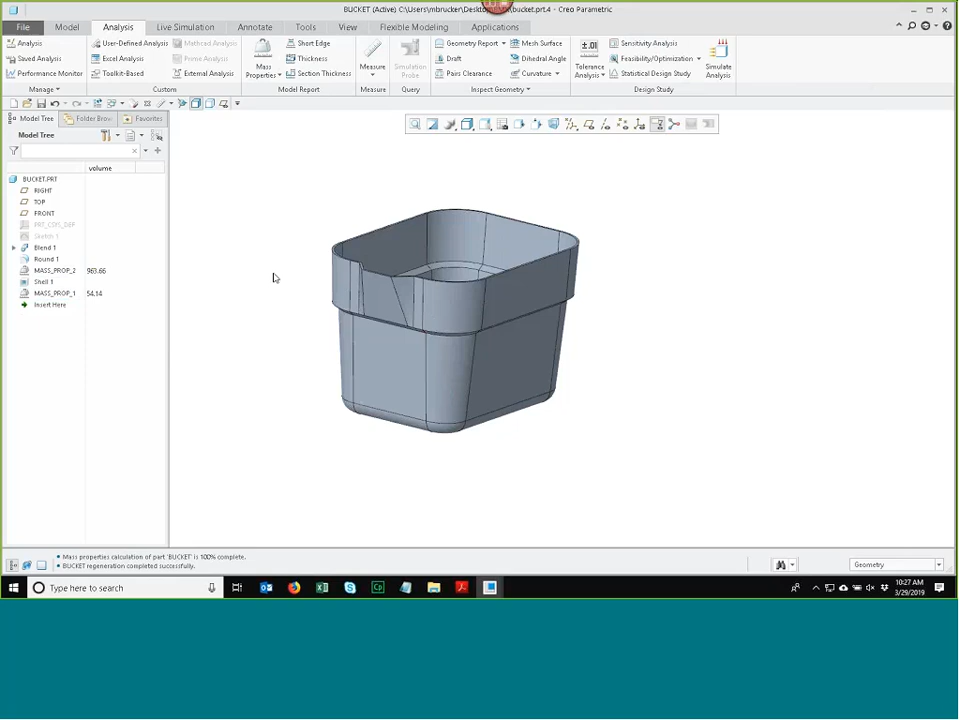 BUCKET (Active) C:\Users\mbrucken\Deskto bucket.prt.4 - Creo Parametric
File Model Analysis Live Simulation Annotate Tools View Flexible Modeling Applications
Analysis User-Defined Analysis Mathcad Analysis Short Edge Geometry Report Mesh Surface Sensitivity Analysis
Saved Analysis Excel Analysis Prime Analysis Thickness Draft Dihedral Angle Feasibility/Optimization
Performance Monitor Toolkit-Based External Analysis Section Thickness Pairs Clearance Curvature Statistical Design Study
Mass Properties
Measure
Simulation Probe
Tolerance Analysis
Simulate Analysis
Manage Custom Model Report Measure Query Inspect Geometry Design Study
Model Tree Folder Brow Favorites
Model Tree
volume
BUCKET.PRT
RIGHT
TOP
FRONT
PRT_CSYS_DEF
Sketch 1
Blend 1
Round 1
MASS_PROP_2 963.66
Shell 1
MASS_PROP_1 54.14
Insert Here
• Mass properties calculation of part 'BUCKET' is 100% complete.
• BUCKET regeneration completed successfully.
Geometry
Type here to search
10:27 AM
3/29/2019